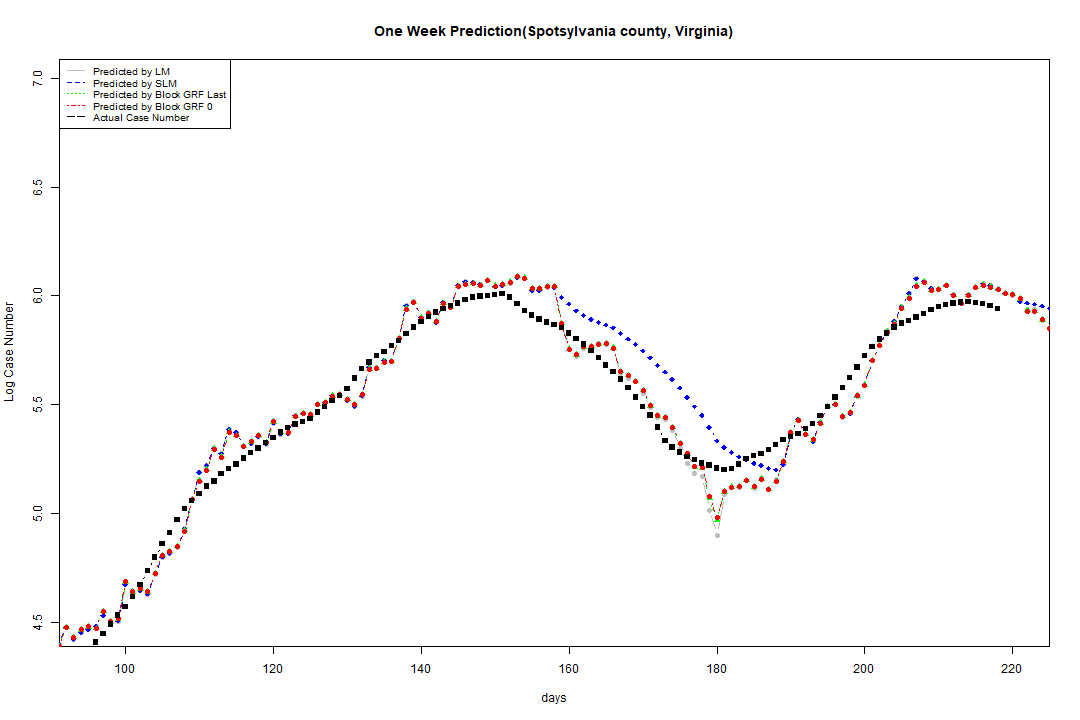 One Week Prediction(Spotsylvania county, Virginia)
Predicted by LM
Predicted by SLM
Predicted by Block GRF Last
Predicted by Block GRF 0
Actual Case Number
7.0
6.5
6.0
5.5
5.0
4.5
Log Case Number
100 120 140 160 180 200 220
days